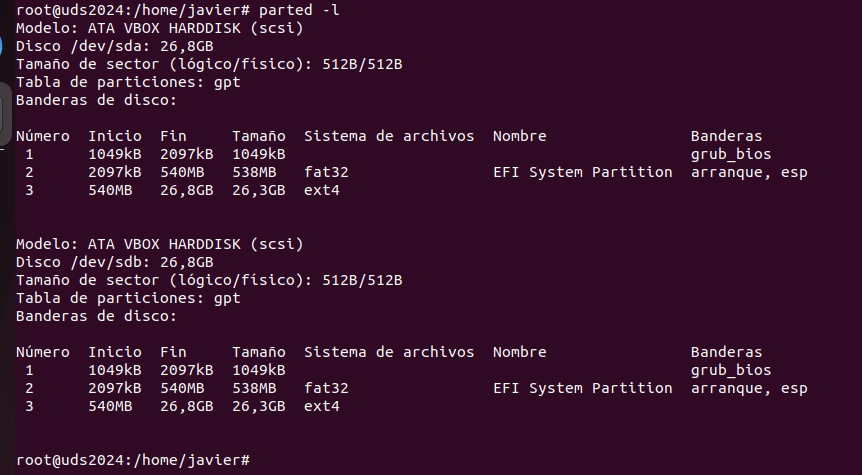 root@uds2024:/home/javier# parted -l
Modelo: ATA VBOX HARDDISK (scsi)
Disco /dev/sda: 26,8GB
Tamaño de sector (lógico/físico): 512B/512B
Tabla de particiones: gpt
Banderas de disco:
Número  Inicio  Fin     Tamaño  Sistema de archivos  Nombre                Banderas
 1      1049kB  2097kB  1049kB                                             grub_bios
 2      2097kB  540MB   538MB   fat32                EFI System Partition  arranque, esp
 3      540MB   26,8GB  26,3GB  ext4
Modelo: ATA VBOX HARDDISK (scsi)
Disco /dev/sdb: 26,8GB
Tamaño de sector (lógico/físico): 512B/512B
Tabla de particiones: gpt
Banderas de disco:
Número  Inicio  Fin     Tamaño  Sistema de archivos  Nombre                Banderas
 1      1049kB  2097kB  1049kB                                             grub_bios
 2      2097kB  540MB   538MB   fat32                EFI System Partition  arranque, esp
 3      540MB   26,8GB  26,3GB  ext4
root@uds2024:/home/javier#